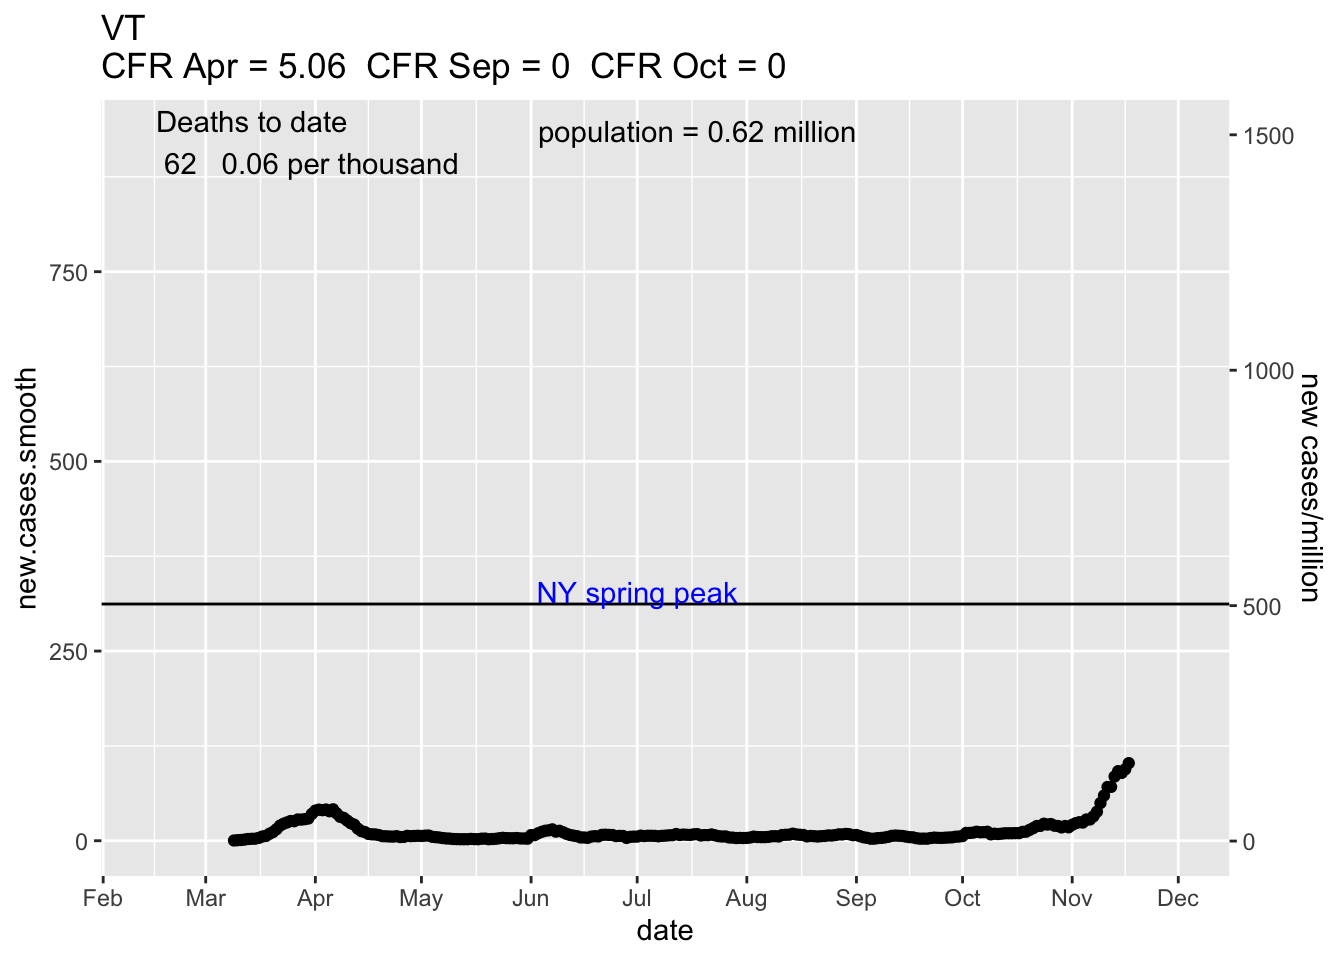 VT
CFR Apr = 5.06  CFR Sep = 0  CFR Oct = 0
Deaths to date
62   0.06 per thousand
population = 0.62 million
NY spring peak
new.cases.smooth
750
500
250
0
new cases/million
1500
1000
500
0
Feb Mar Apr May Jun Jul Aug Sep Oct Nov Dec
date